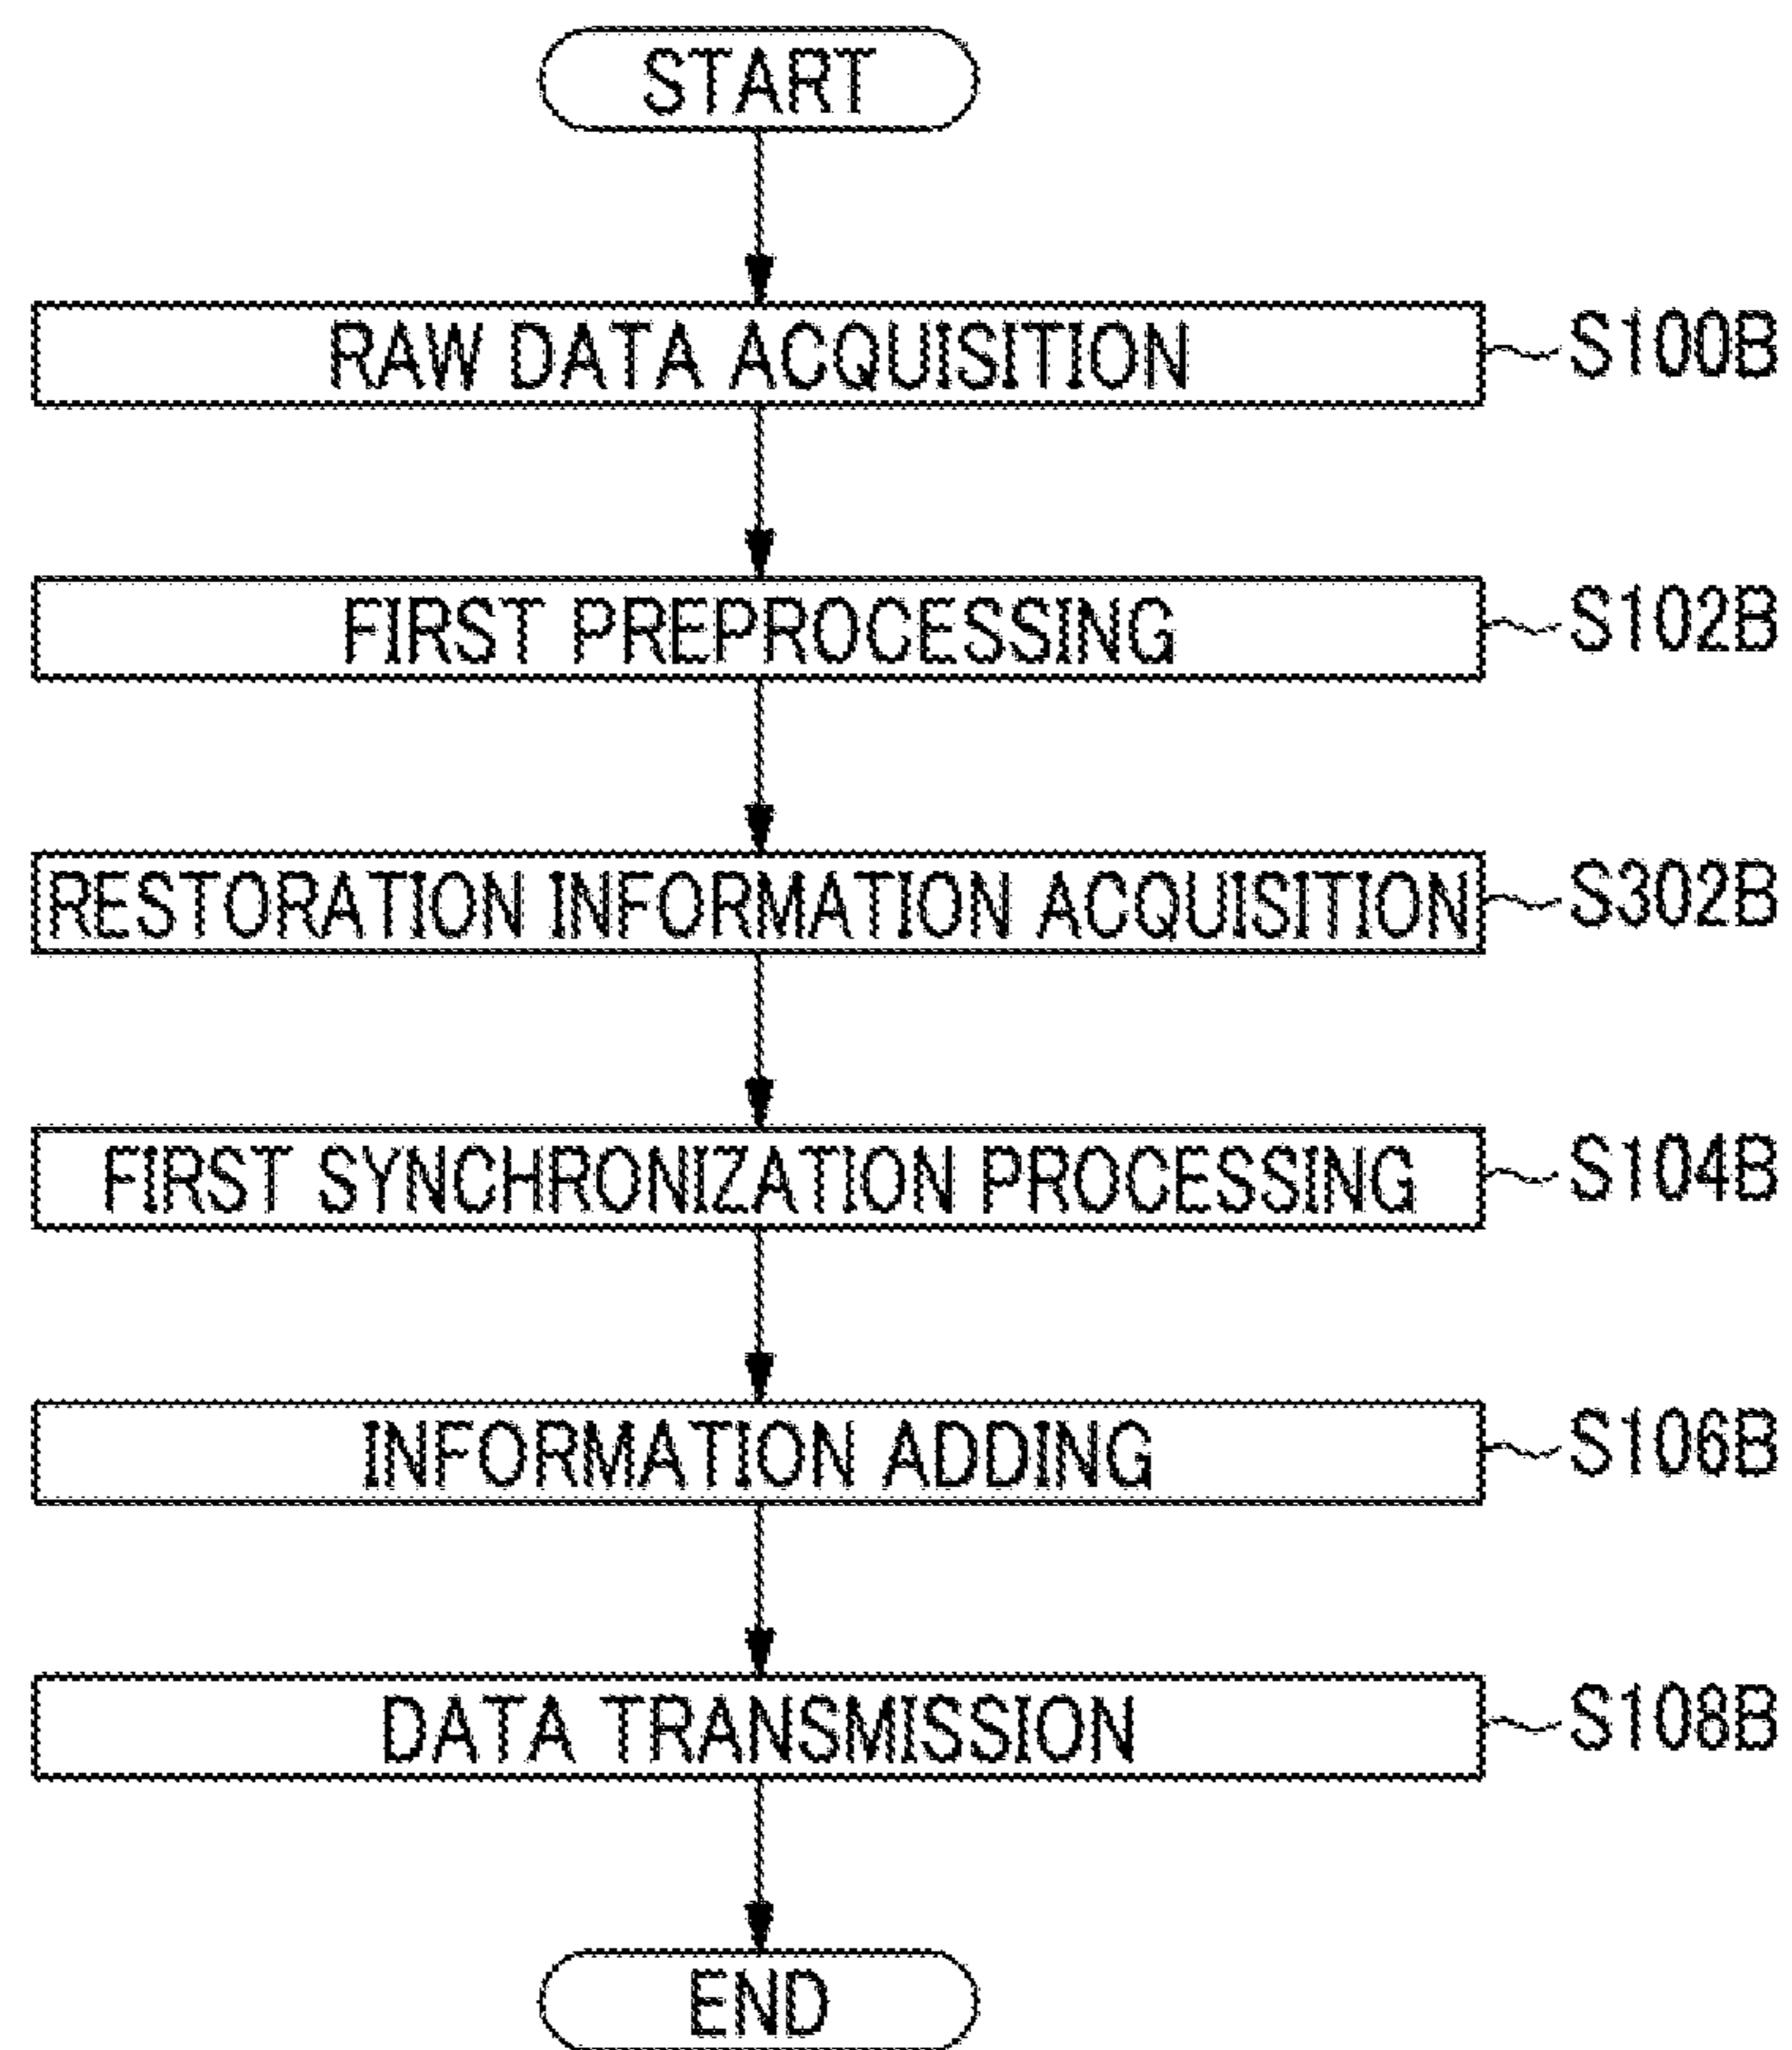 START
RAW DATA ACQUISITION S100B
FIRST PREPROCESSING S102B
RESTORATION INFORMATION ACQUISITION S302B
FIRST SYNCHRONIZATION PROCESSING S104B
INFORMATION ADDING S106B
DATA TRANSMISSION S108B
END